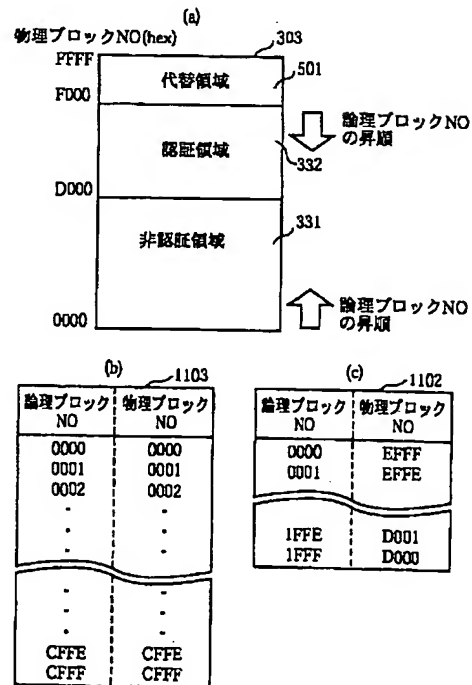 (a)
物理ブロックNO(hex)
303
FFFF
代替領域
501
F000
論理ブロックNO
の昇順
認証領域
332
D000
非認証領域
331
論理ブロックNO
の昇順
0000
(b)
1103
論理ブロック
NO
物理ブロック
NO
0000 0000
0001 0001
0002 0002
CFFE CFFE
CFFF CFFF
(c)
1102
論理ブロック
NO
物理ブロック
NO
0000 EFFF
0001 EFFE
1FFE D001
1FFF D000